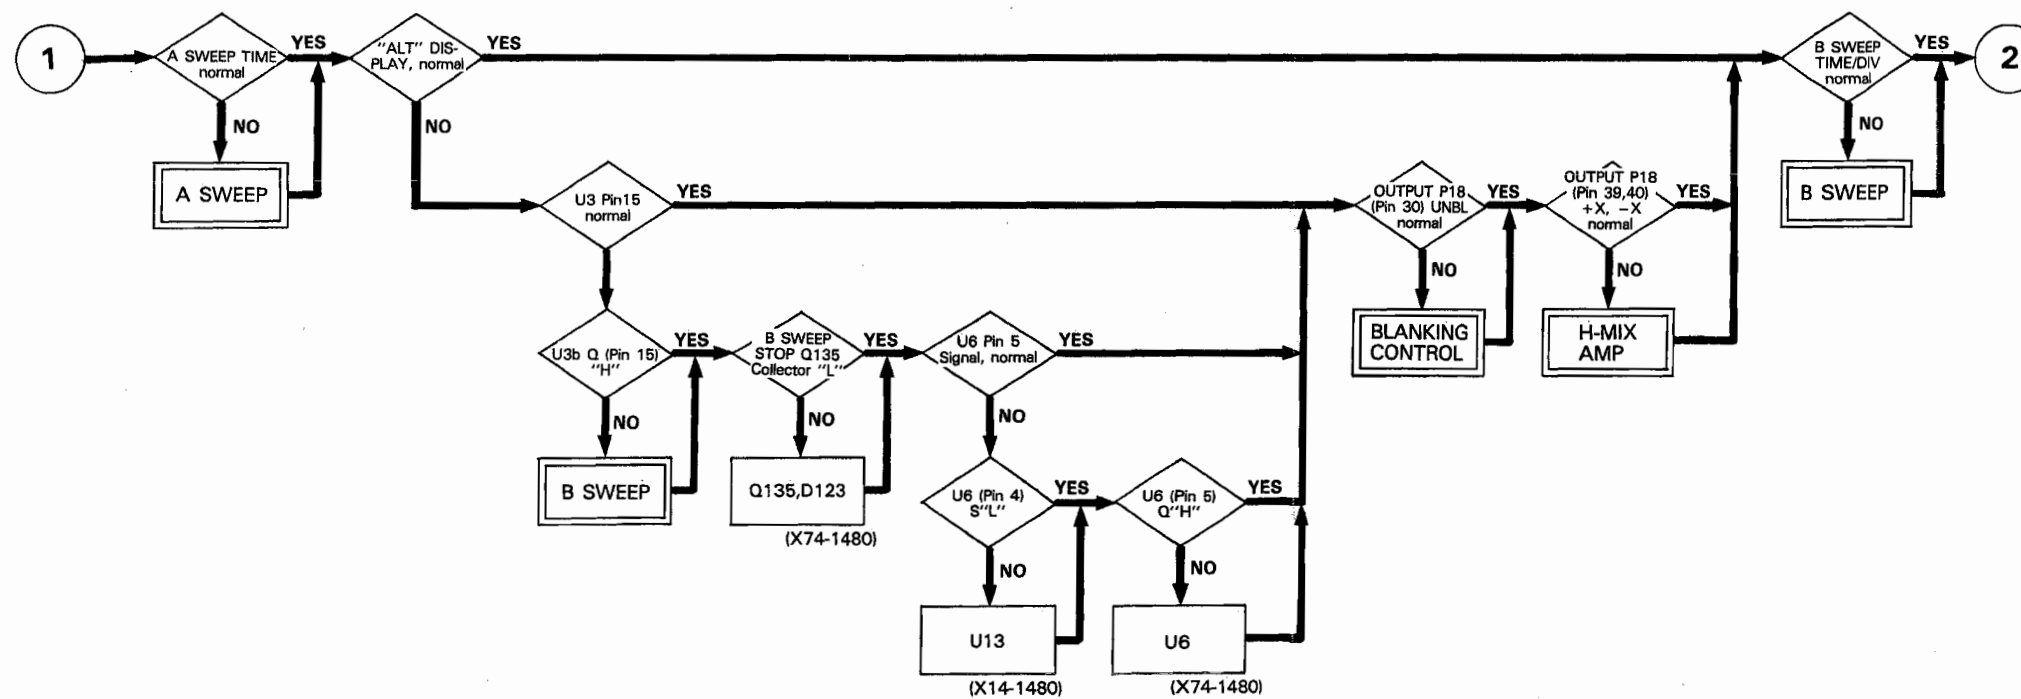 1
A SWEEP TIME
normal
YES
NO
A SWEEP
"ALT" DIS-
PLAY, normal
YES
NO
B SWEEP
TIME/DIV
normal
YES
NO
B SWEEP
2
U3 Pin15
normal
YES
OUTPUT P18
(Pin 30) UNBL
normal
YES
NO
BLANKING
CONTROL
OUTPUT P18
(Pin 39,40)
+X, −X
normal
YES
NO
H-MIX
AMP
U3b Q (Pin 15)
"H"
YES
NO
B SWEEP
B SWEEP
STOP Q135
Collector "L"
YES
NO
Q135,D123
(X74-1480)
U6 Pin 5
Signal, normal
YES
NO
U6 (Pin 4)
S"L"
YES
NO
U13
(X14-1480)
U6 (Pin 5)
Q"H"
YES
NO
U6
(X74-1480)